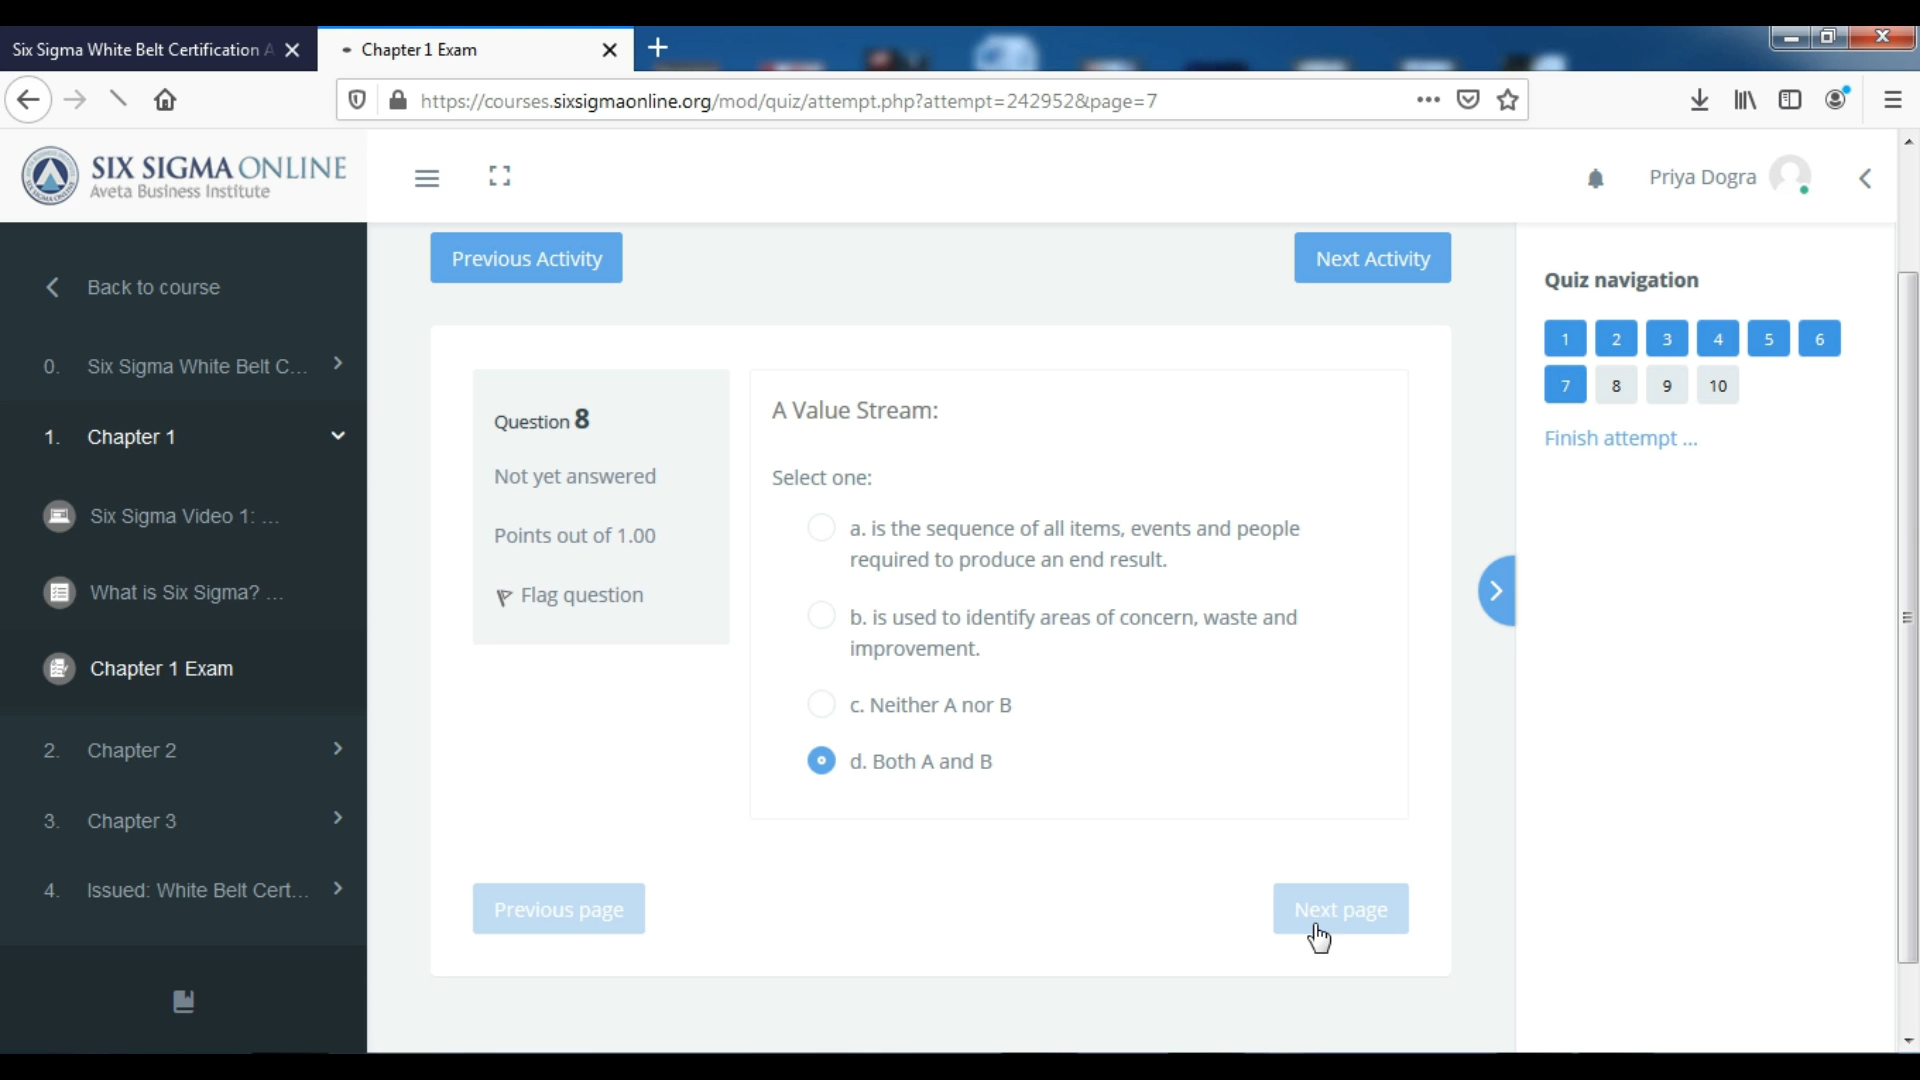 Six Sigma White Belt Certification A
Chapter 1 Exam
https://courses.sixsigmaonline.org/mod/quiz/attempt.php?attempt=242952&page=7
SIX SIGMA ONLINE
Aveta Business Institute
Priya Dogra
Back to course
0. Six Sigma White Belt C...
1. Chapter 1
Six Sigma Video 1: ...
What is Six Sigma? ...
Chapter 1 Exam
2. Chapter 2
3. Chapter 3
4. Issued: White Belt Cert...
Previous Activity
Next Activity
Question 8
Not yet answered
Points out of 1.00
Flag question
A Value Stream:
Select one:
a. is the sequence of all items, events and people
required to produce an end result.
b. is used to identify areas of concern, waste and
improvement.
c. Neither A nor B
d. Both A and B
Previous page
Next page
Quiz navigation
1 2 3 4 5 6
7 8 9 10
Finish attempt ...